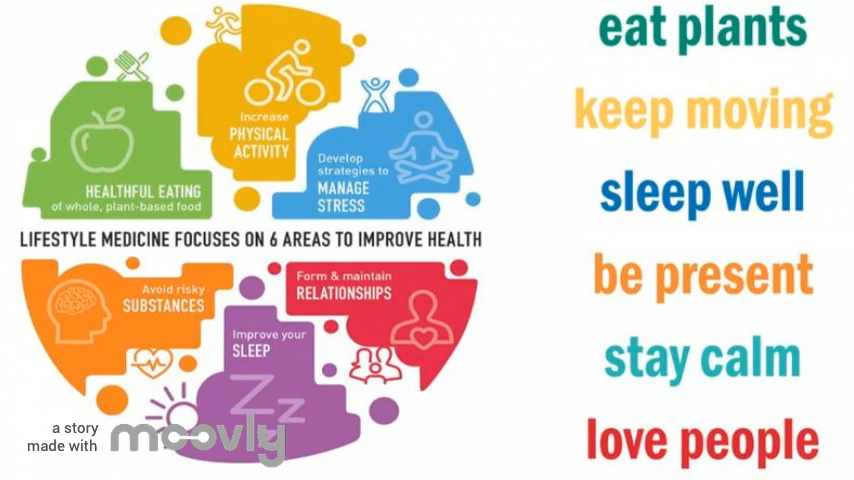 Increase
PHYSICAL
ACTIVITY
Develop
strategies to
MANAGE
STRESS
HEALTHFUL EATING
of whole, plant-based food
LIFESTYLE MEDICINE FOCUSES ON 6 AREAS TO IMPROVE HEALTH
Avoid risky
SUBSTANCES
Form & maintain
RELATIONSHIPS
Improve your
SLEEP
Zzz
a story
made with moovly
eat plants
keep moving
sleep well
be present
stay calm
love people